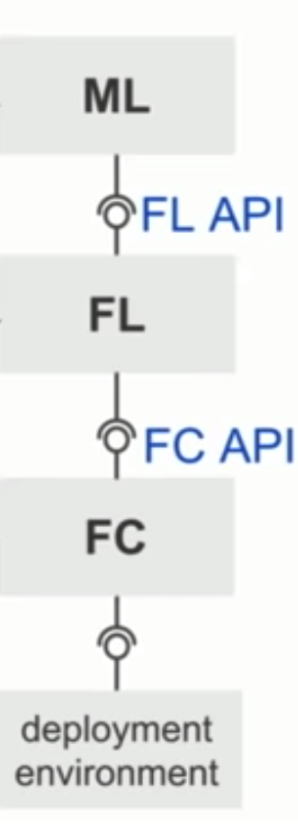 ML
FL API
FL
FC API
FC
deployment
environment